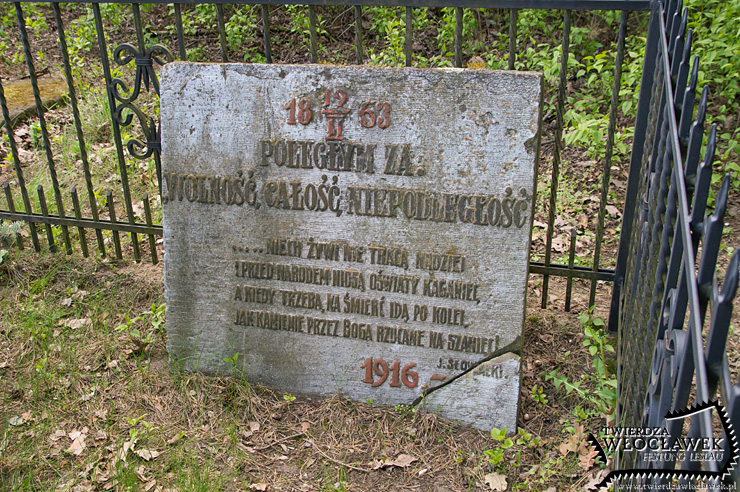 18 12/II 63
POLEGŁYM ZA:
WOLNOŚĆ, CAŁOŚĆ, NIEPODLEGŁOŚĆ
..... NIECH ŻYWI NIE TRACĄ NADZIEI
I PRZED NARODEM NIOSĄ OŚWIATY KAGANIEC,
A KIEDY TRZEBA, NA ŚMIERĆ IDĄ PO KOLEI,
JAK KAMIENIE PRZEZ BOGA RZUCANE NA SZANIEC!
J. SŁOWACKI.
1916 –
TWIERDZA
WŁOCŁAWEK
FESTUNG LESLAU
www.twierdzawloclawek.pl